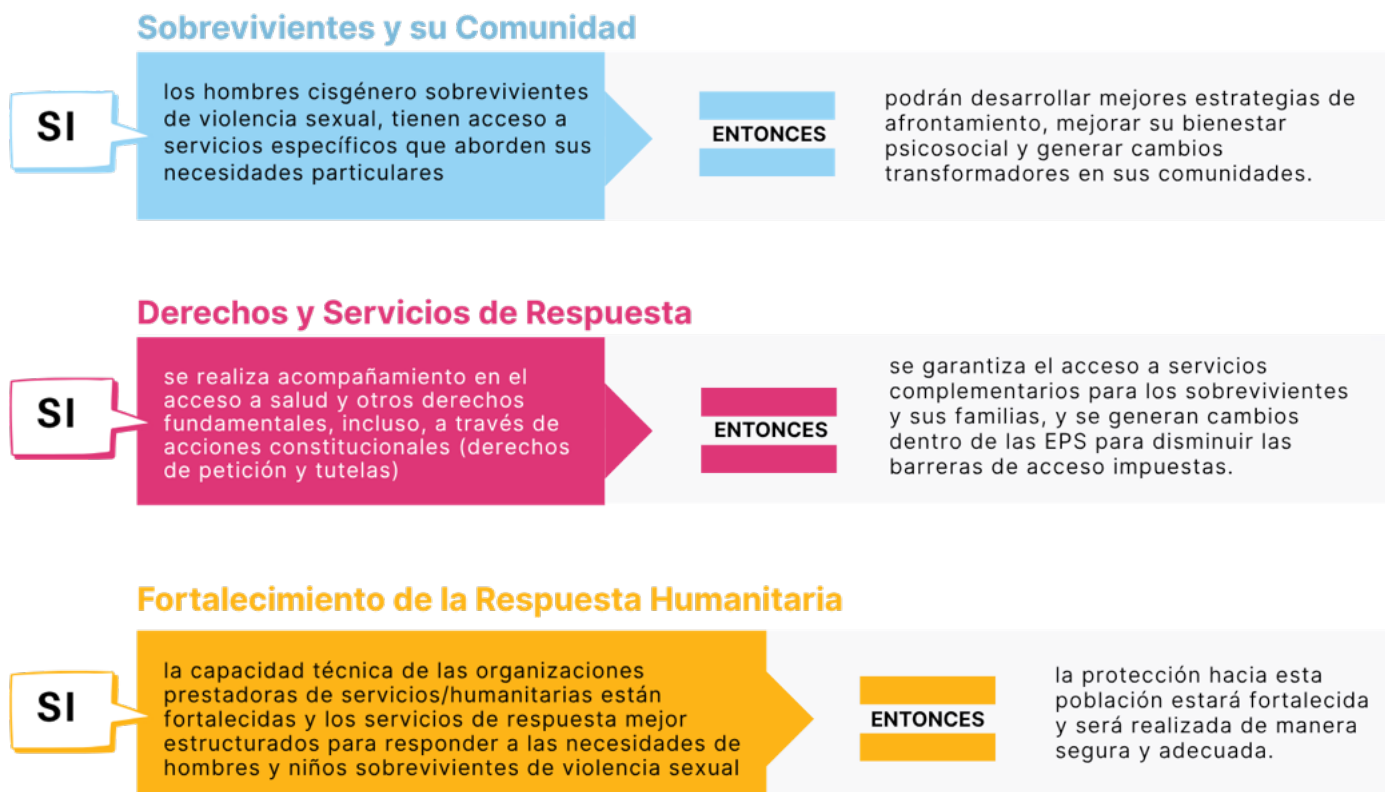 Sobrevivientes y su Comunidad
SI
los hombres cisgénero sobrevivientes
de violencia sexual, tienen acceso a
servicios específicos que aborden sus
necesidades particulares
ENTONCES
podrán desarrollar mejores estrategias de
afrontamiento, mejorar su bienestar
psicosocial y generar cambios
transformadores en sus comunidades.
Derechos y Servicios de Respuesta
SI
se realiza acompañamiento en el
acceso a salud y otros derechos
fundamentales, incluso, a través de
acciones constitucionales (derechos
de petición y tutelas)
ENTONCES
se garantiza el acceso a servicios
complementarios para los sobrevivientes
y sus familias, y se generan cambios
dentro de las EPS para disminuir las
barreras de acceso impuestas.
Fortalecimiento de la Respuesta Humanitaria
SI
la capacidad técnica de las organizaciones
prestadoras de servicios/humanitarias están
fortalecidas y los servicios de respuesta mejor
estructurados para responder a las necesidades de
hombres y niños sobrevivientes de violencia sexual
ENTONCES
la protección hacia esta
población estará fortalecida
y será realizada de manera
segura y adecuada.